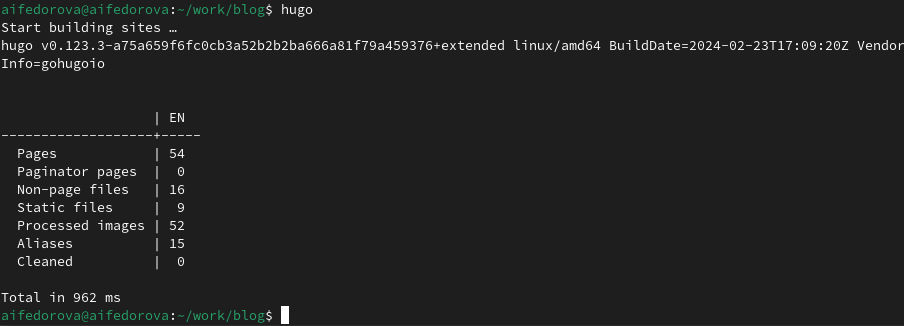 aifedorova@aifedorova:~/work/blog$ hugo
Start building sites …
hugo v0.123.3-a75a659f6fc0cb3a52b2b2ba666a81f79a459376+extended linux/amd64 BuildDate=2024-02-23T17:09:20Z Vendor
Info=gohugoio
| EN
-------------------+-----
Pages | 54
Paginator pages | 0
Non-page files | 16
Static files | 9
Processed images | 52
Aliases | 15
Cleaned | 0
Total in 962 ms
aifedorova@aifedorova:~/work/blog$